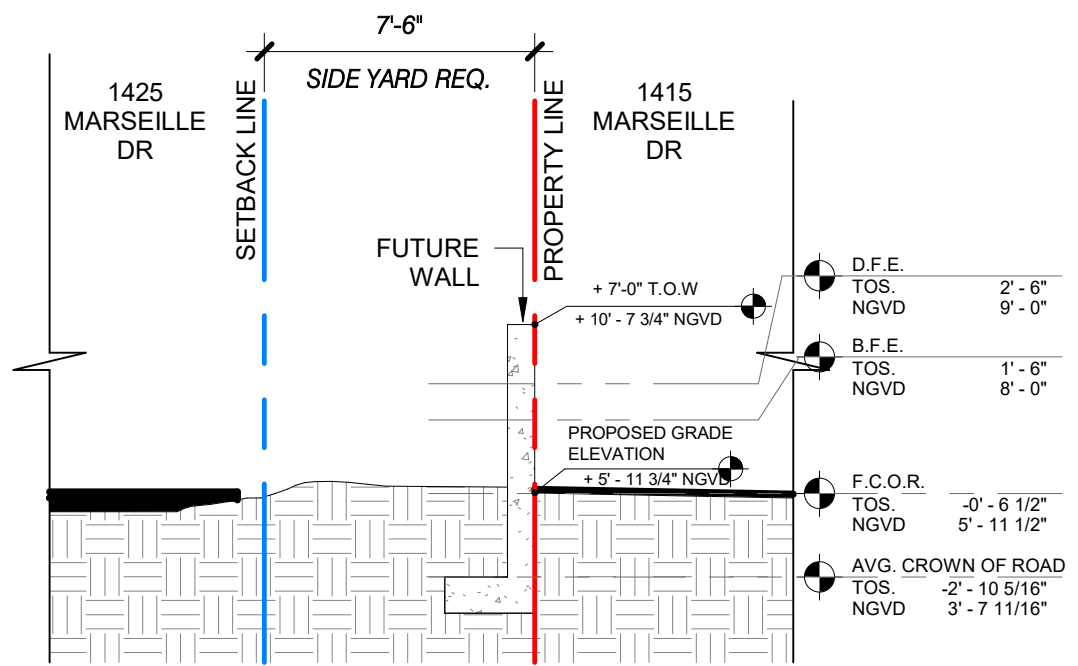 7'-6"
SIDE YARD REQ.
1425
MARSEILLE
DR
SETBACK LINE
PROPERTY LINE
1415
MARSEILLE
DR
FUTURE
WALL
+ 7'-0" T.O.W
+ 10' - 7 3/4" NGVD
D.F.E.
TOS. 2' - 6"
NGVD 9' - 0"
B.F.E.
TOS. 1' - 6"
NGVD 8' - 0"
PROPOSED GRADE
ELEVATION
+ 5' - 11 3/4" NGVD
F.C.O.R.
TOS. -0' - 6 1/2"
NGVD 5' - 11 1/2"
AVG. CROWN OF ROAD
TOS. -2' - 10 5/16"
NGVD 3' - 7 11/16"